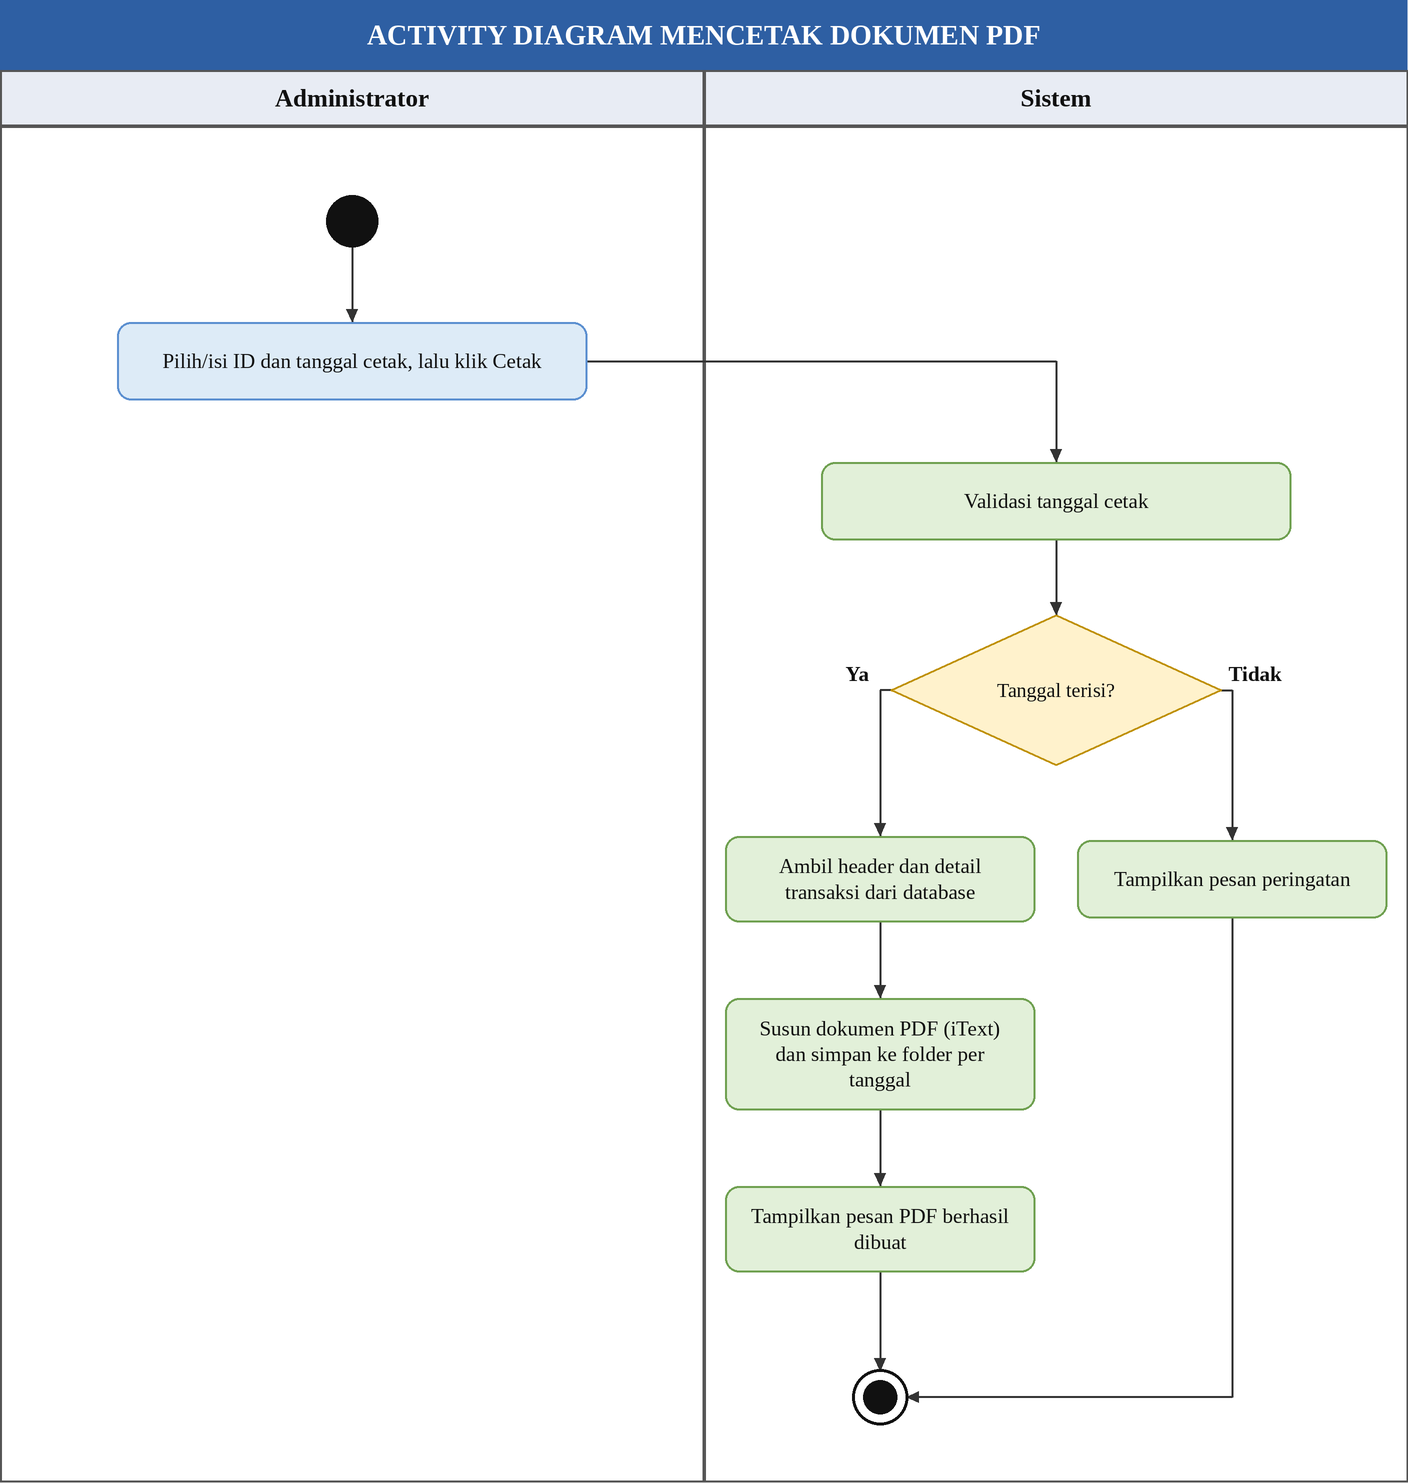 ACTIVITY DIAGRAM MENCETAK DOKUMEN PDF
Administrator
Sistem
Pilih/isi ID dan tanggal cetak, lalu klik Cetak
Validasi tanggal cetak
Ya
Tidak
Tanggal terisi?
Ambil header dan detail
transaksi dari database
Tampilkan pesan peringatan
Susun dokumen PDF (iText)
dan simpan ke folder per
tanggal
Tampilkan pesan PDF berhasil
dibuat